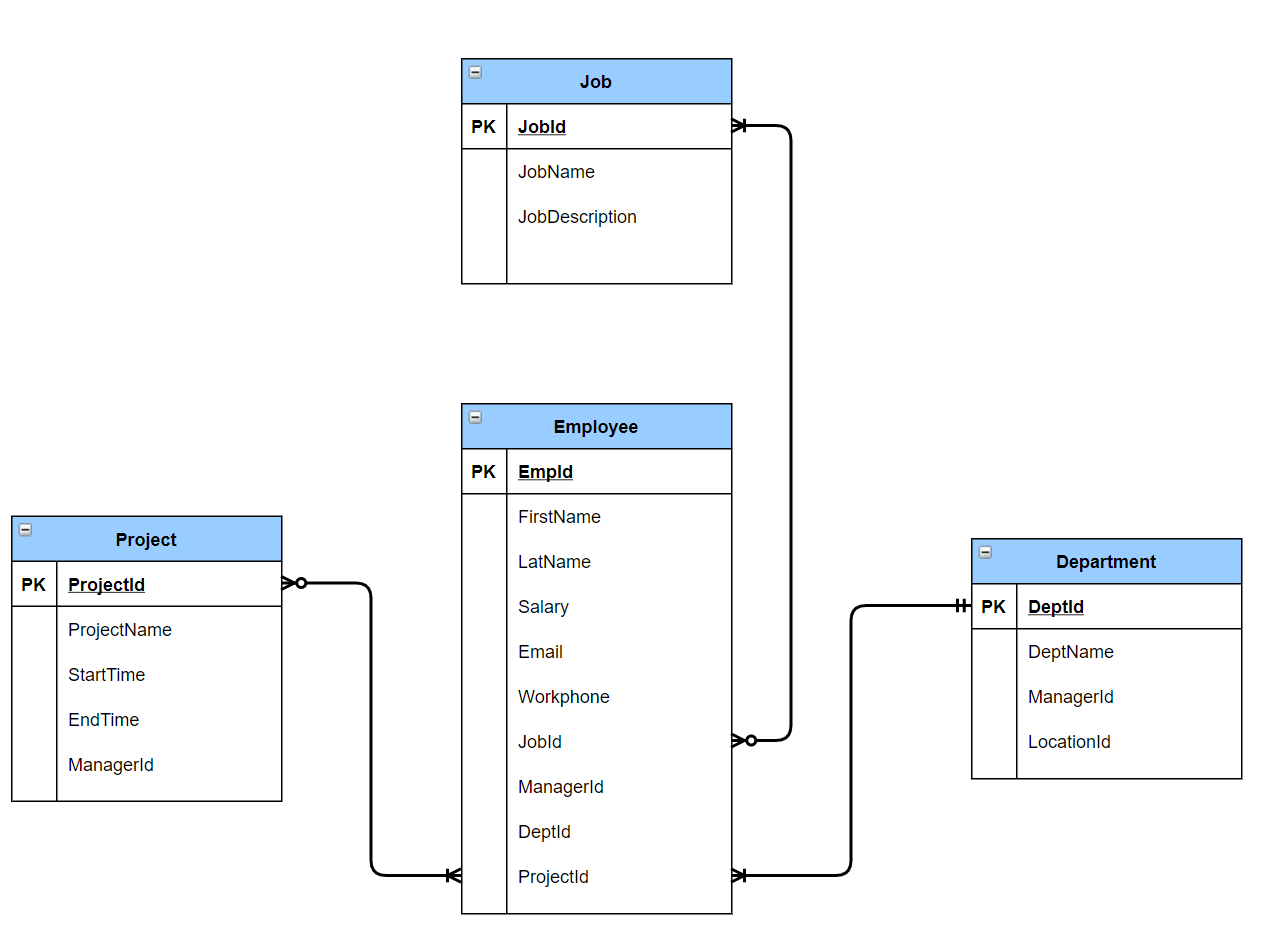 Job
PK JobId
JobName
JobDescription
Employee
PK EmpId
FirstName
LatName
Salary
Email
Workphone
JobId
ManagerId
DeptId
ProjectId
Project
PK ProjectId
ProjectName
StartTime
EndTime
ManagerId
Department
PK DeptId
DeptName
ManagerId
LocationId